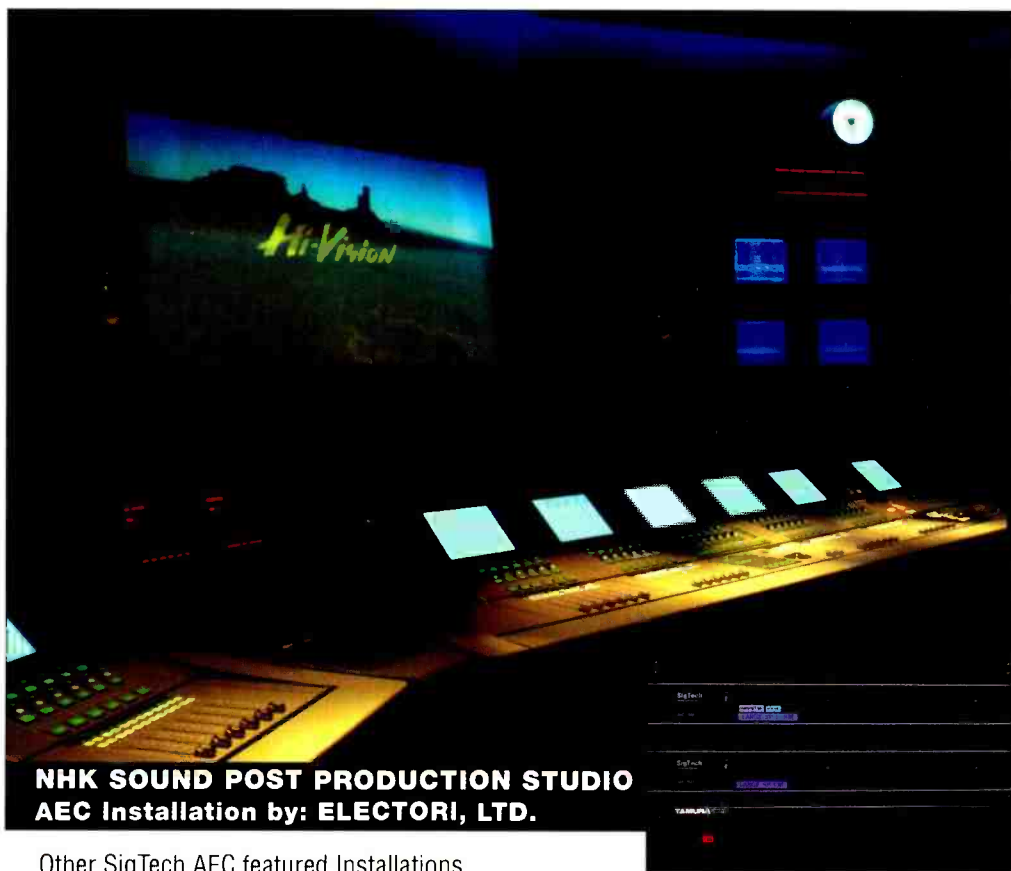 Hi-Vision
SigTech
SigTech
TAMURA
NHK SOUND POST PRODUCTION STUDIO
AEC Installation by: ELECTORI, LTD.
Other SigTech AEC featured Installations